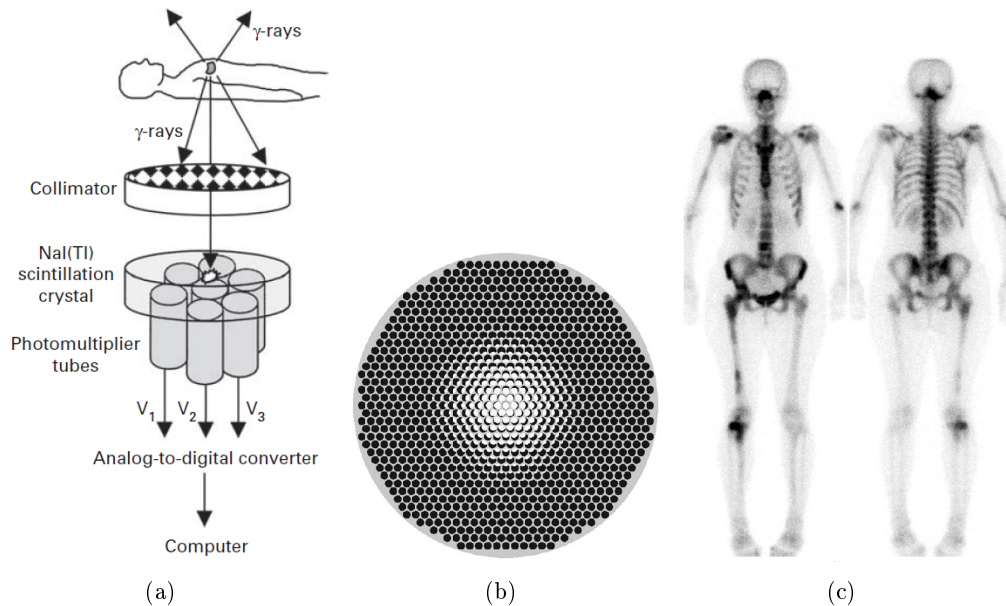 γ-rays
γ-rays
Collimator
NaI(Tl)
scintillation
crystal
Photomultiplier
tubes
V1 V2 V3
Analog-to-digital converter
Computer
(a) (b) (c)